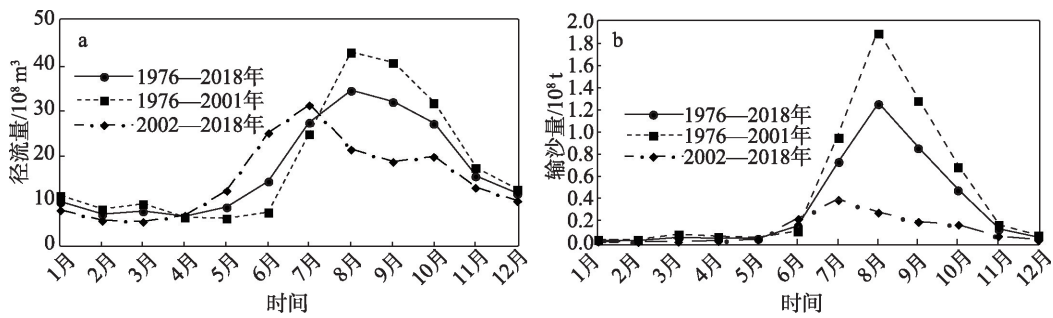 a
径流量/10⁸ m³
50
40
30
20
10
0
1976—2018年
1976—2001年
2002—2018年
1月
2月
3月
4月
5月
6月
7月
8月
9月
10月
11月
12月
时间
b
输沙量/10⁸ t
2.0
1.8
1.6
1.4
1.2
1.0
0.8
0.6
0.4
0.2
0
1976—2018年
1976—2001年
2002—2018年
1月
2月
3月
4月
5月
6月
7月
8月
9月
10月
11月
12月
时间